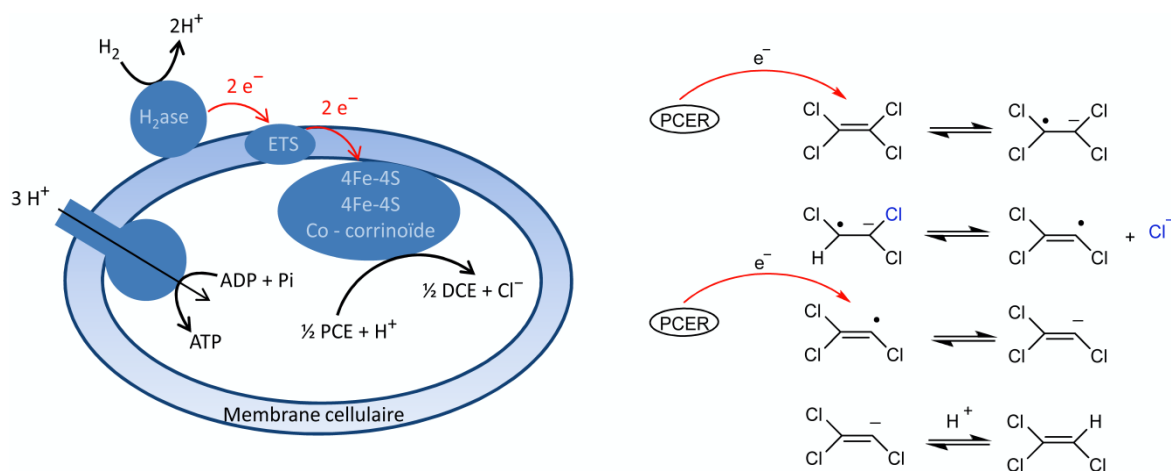 2H⁺
H₂
2 e⁻
2 e⁻
H₂ase
ETS
4Fe-4S
4Fe-4S
Co - corrinoïde
3 H⁺
ADP + Pi
ATP
½ PCE + H⁺
½ DCE + Cl⁻
Membrane cellulaire
e⁻
PCER
Cl Cl
Cl Cl
Cl • − Cl
Cl Cl
Cl • − Cl
H Cl
Cl •
Cl Cl
+ Cl⁻
e⁻
PCER
Cl •
Cl Cl
Cl −
Cl Cl
Cl −
Cl Cl
H⁺
Cl H
Cl Cl